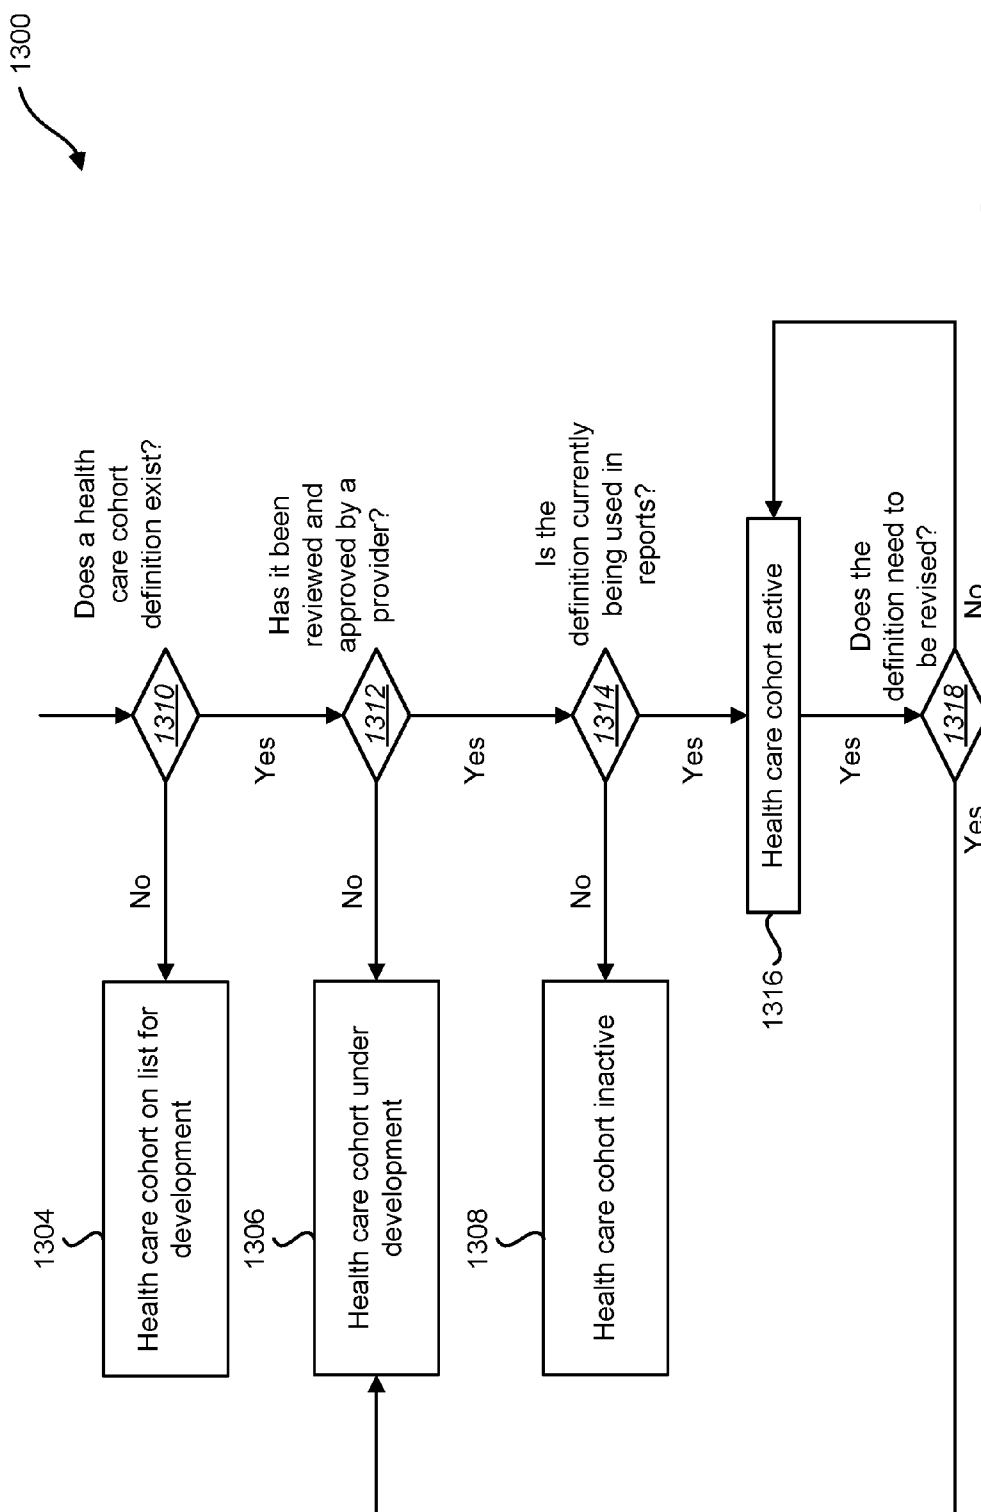 1300
Does a health
care cohort
definition exist?
1310
No
Yes
1304
Health care cohort on list for
development
Has it been
reviewed and
approved by a
provider?
1312
No
Yes
1306
Health care cohort under
development
Is the
definition currently
being used in
reports?
1314
No
Yes
1308
Health care cohort inactive
Health care cohort active
1316
Yes
Does the
definition need to
be revised?
1318
No
Yes